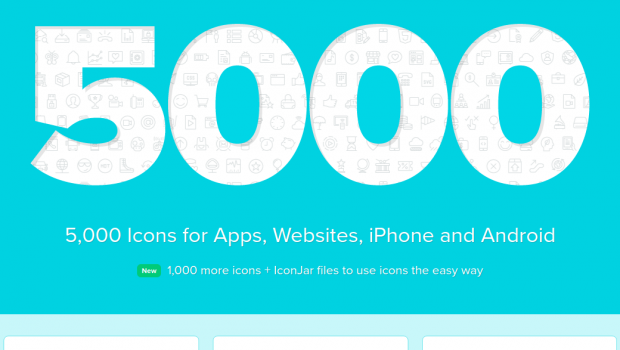 5000
5,000 Icons for Apps, Websites, iPhone and Android
New 1,000 more icons + IconJar files to use icons the easy way